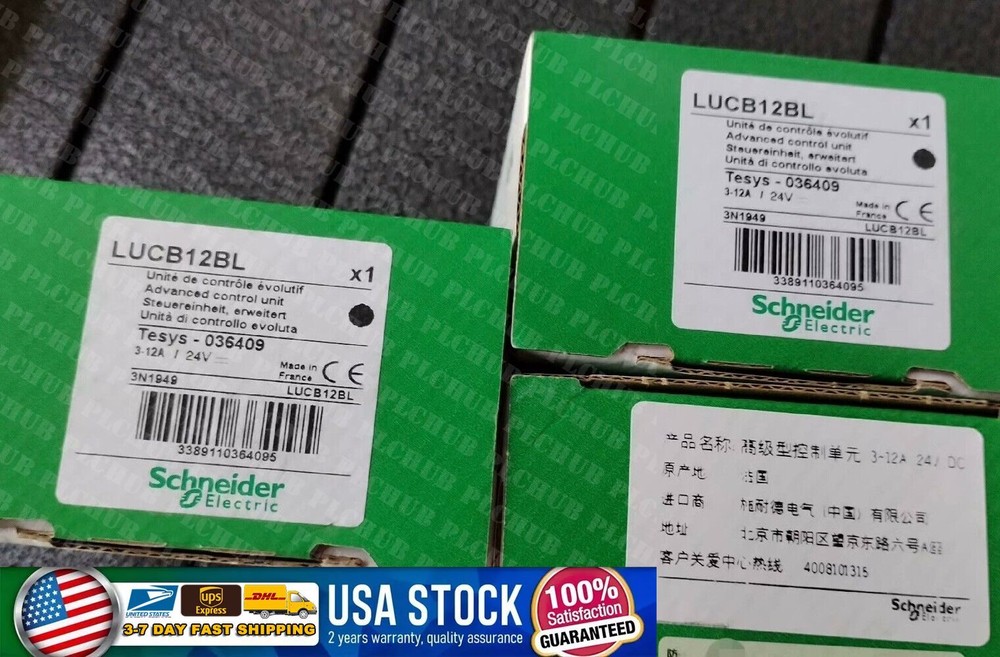 LUCB12BL
x1
Unité de contrôle évolutif
Advanced control unit
Steuereinheit, erweitert
Unità di controllo evoluta
Tesys - 036409
3-12A / 24V
Made in
France
CE
3N1949
LUCB12BL
3389110364095
Schneider
Electric
LUCB12BL
x1
Unité de contrôle évolutif
Advanced control unit
Steuereinheit, erweitert
Unità di controllo evoluta
Tesys - 036409
3-12A / 24V
Made in
France
CE
3N1949
LUCB12BL
3389110364095
Schneider
Electric
产品名称: 高级型控制单元 3-12A 24V DC
原产地 法国
进口商 施耐德电气(中国)有限公司
地址 北京市朝阳区望京东路六号
客户关爱中心热线 4008101315
Schneider
Electric
UNITED STATES
ups
Express
DHL
3-7 DAY FAST SHIPPING
USA STOCK
2 years warranty, quality assurance
100%
Satisfaction
GUARANTEED
PLCHUB